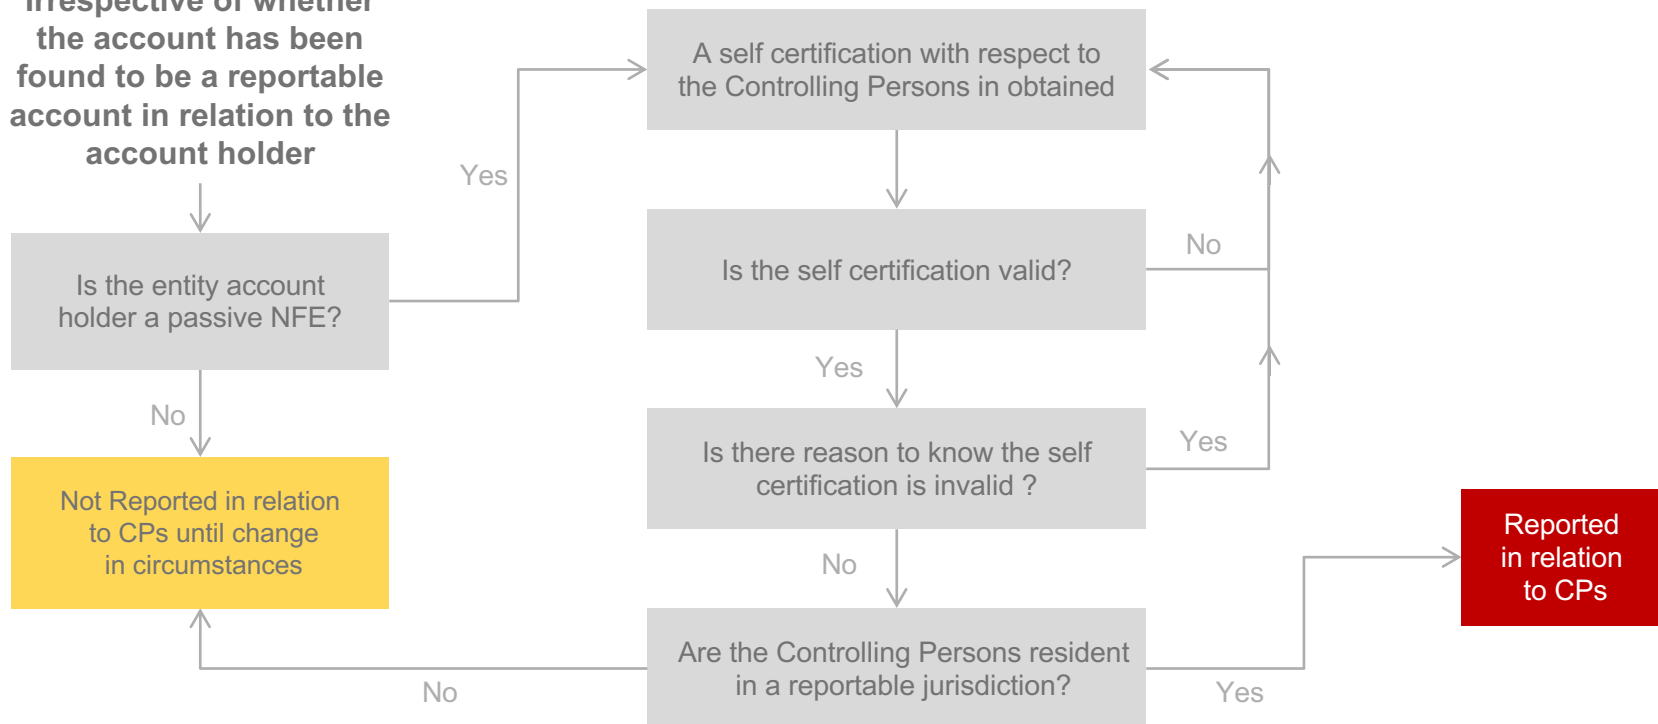 irrespective of whether
the account has been
found to be a reportable
account in relation to the
account holder
Is the entity account
holder a passive NFE?
Yes
No
Not Reported in relation
to CPs until change
in circumstances
A self certification with respect to
the Controlling Persons in obtained
Is the self certification valid?
No
Yes
Is there reason to know the self
certification is invalid ?
Yes
No
Are the Controlling Persons resident
in a reportable jurisdiction?
No
Yes
Reported
in relation
to CPs